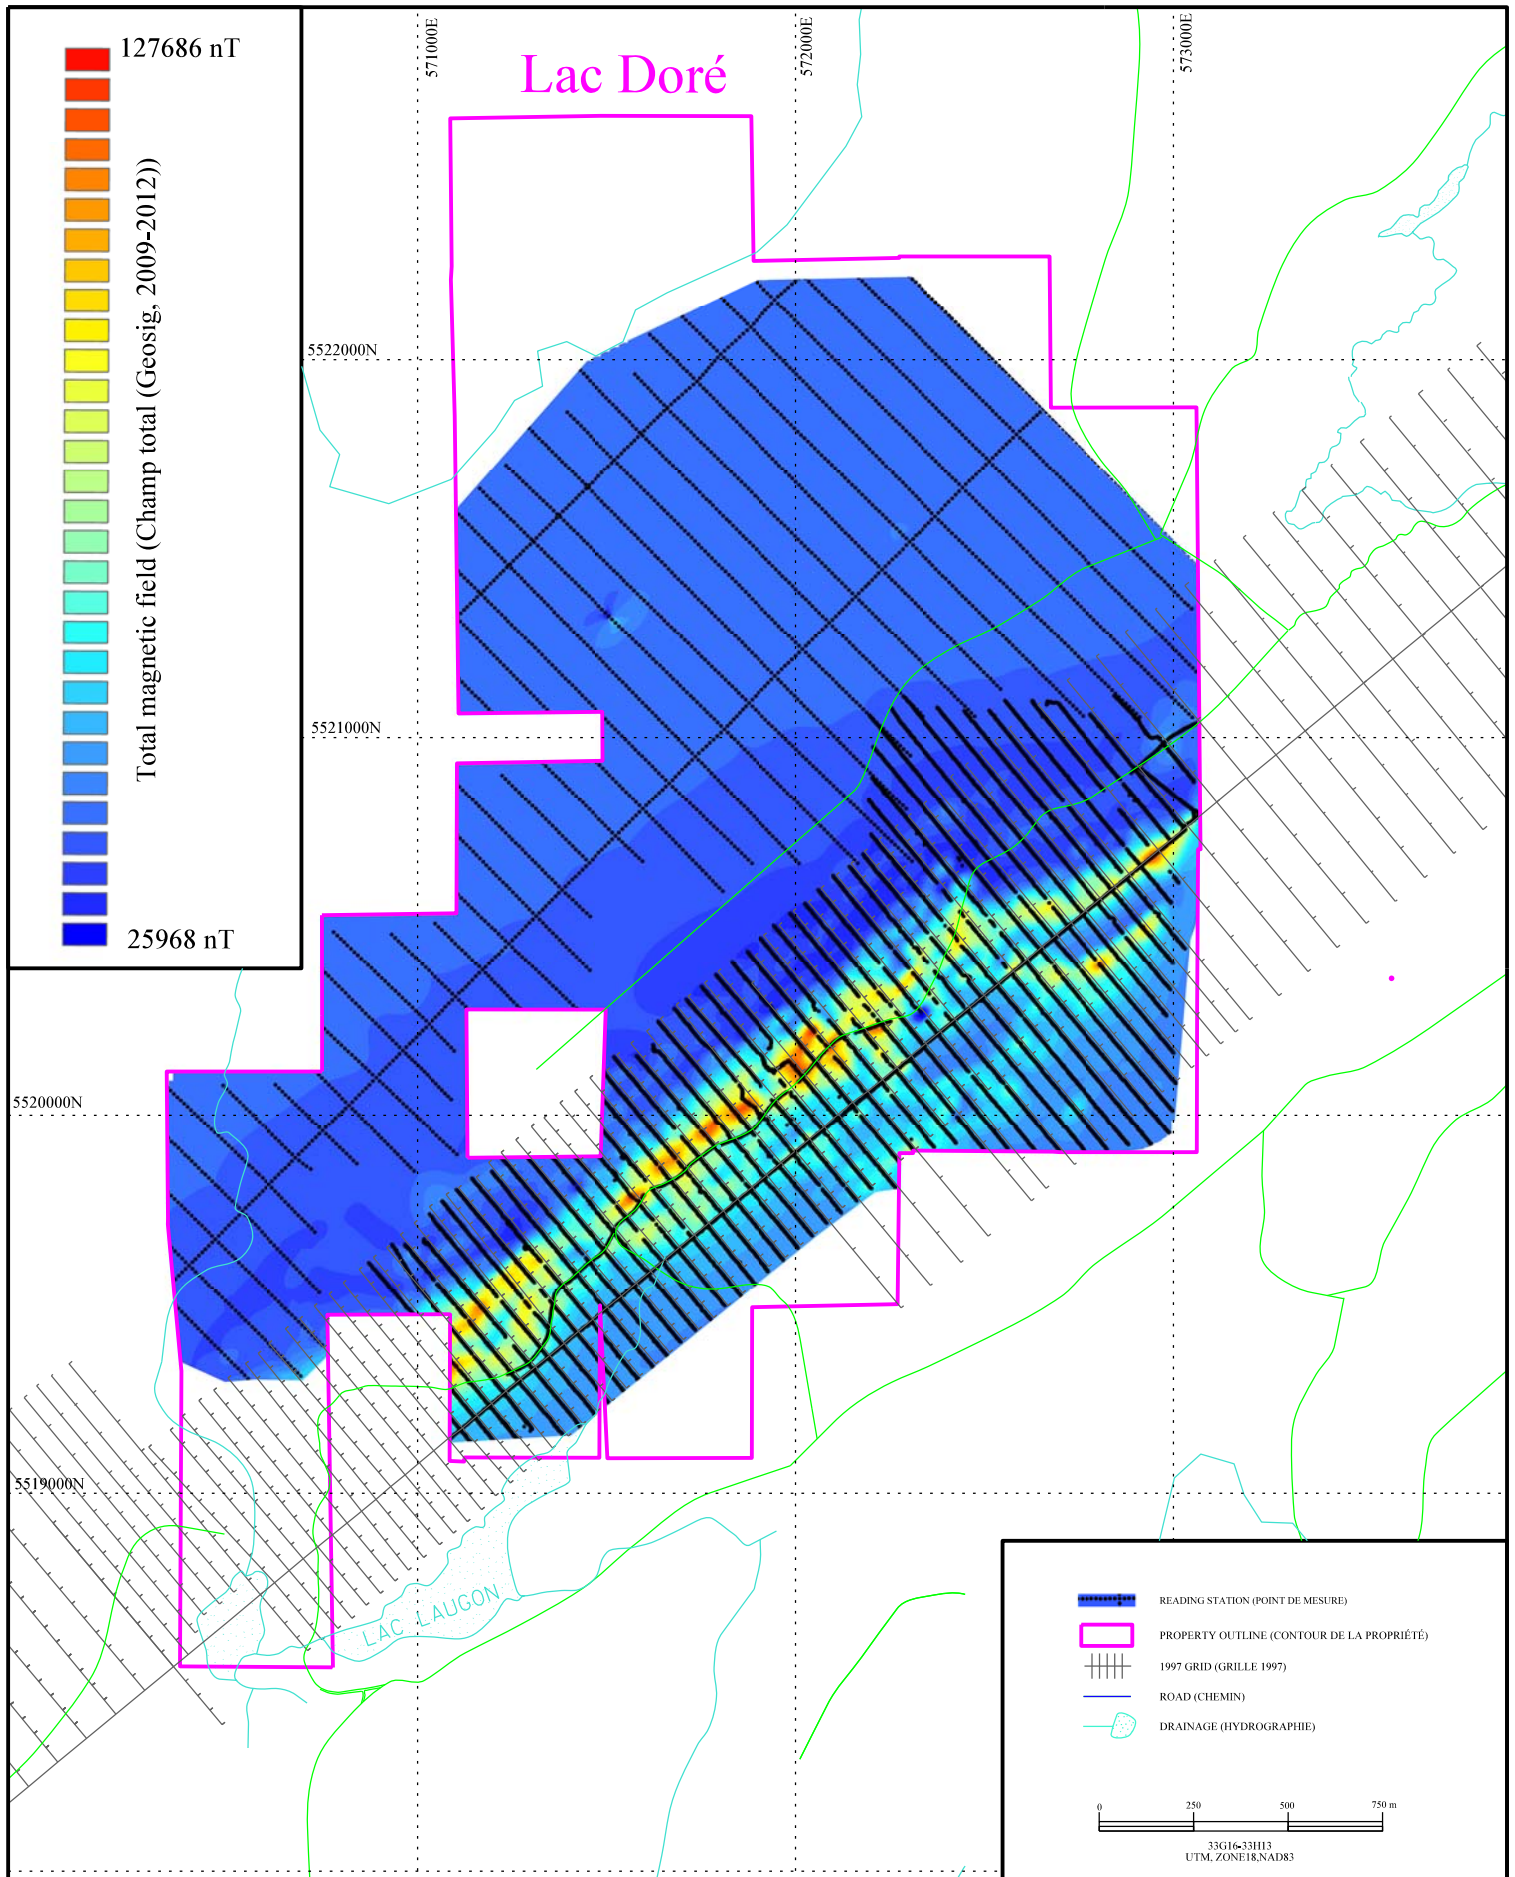 127686 nT
Total magnetic field (Champ total (Geosig, 2009-2012))
25968 nT
571000E
572000E
573000E
Lac Doré
5522000N
5521000N
5520000N
5519000N
LAC LAUGON
READING STATION (POINT DE MESURE)
PROPERTY OUTLINE (CONTOUR DE LA PROPRIÉTÉ)
1997 GRID (GRILLE 1997)
ROAD (CHEMIN)
DRAINAGE (HYDROGRAPHIE)
0 250 500 750 m
33G16-33H13
UTM, ZONE18,NAD83